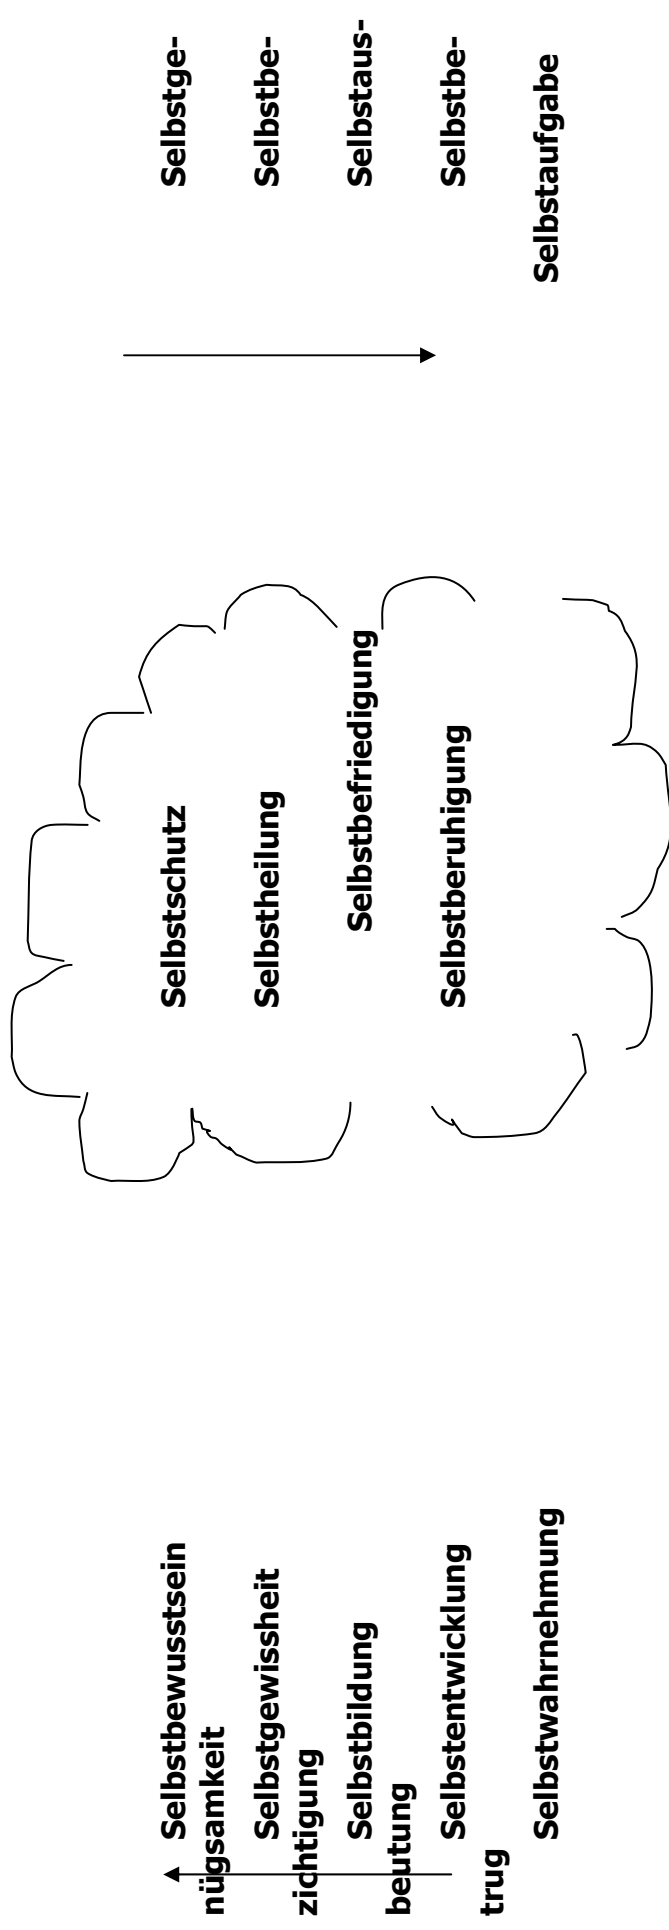 Selbstbewusstsein Selbstschutz Selbstge-
nügsamkeit
Selbstgewissheit Selbstheilung Selbstbe-
zichtigung
Selbstbildung Selbstbefriedigung Selbstaus-
beutung
Selbstentwicklung Selbstberuhigung Selbstbe-
trug
Selbstwahrnehmung Selbstaufgabe